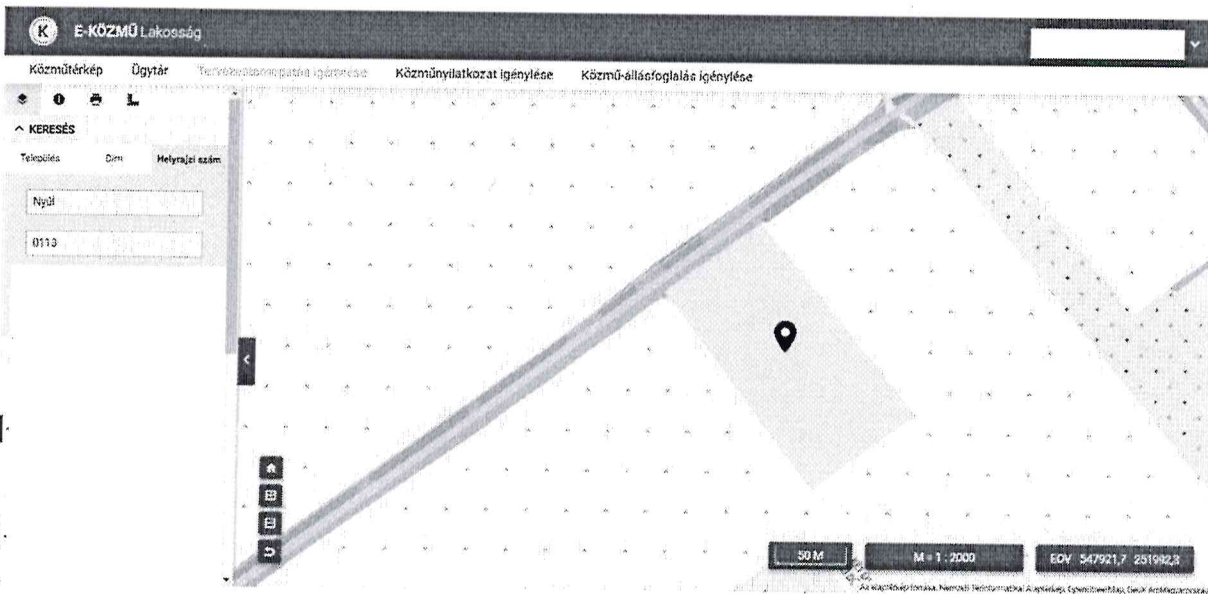 K E-KÖZMŰ Lakosság
Közműtérkép Ügytár Közműnyilatkozat igénylése Közmű-állásfoglalás igénylése
KERESÉS
Település Cím Helyrajzi szám
Nyúl
0113
50 M M = 1 : 2000 EOV 547921,7 251992,3